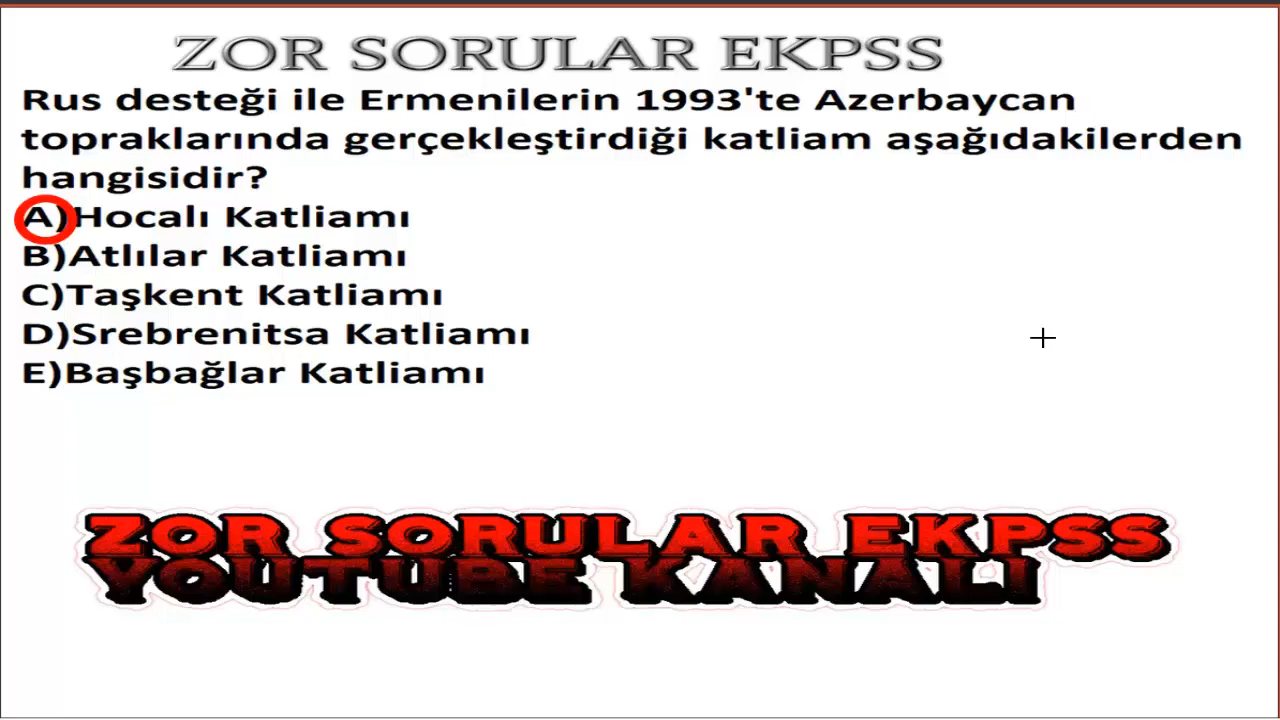 ZOR SORULAR EKPSS
Rus desteği ile Ermenilerin 1993'te Azerbaycan
topraklarında gerçekleştirdiği katliam aşağıdakilerden
hangisidir?
A)Hocalı Katliamı
B)Atlılar Katliamı
C)Taşkent Katliamı
D)Srebrenitsa Katliamı
E)Başbağlar Katliamı
ZOR SORULAR EKPSS
YOUTUBE KANALI